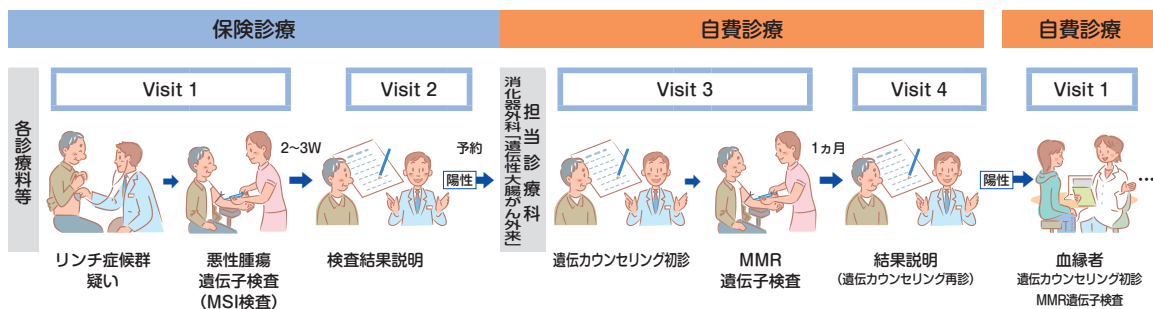 保険診療
自費診療
自費診療
各診療料等
Visit 1
Visit 2
消化器外科「遺伝性大腸がん外来」
担当診療科
Visit 3
Visit 4
Visit 1
2~3W
予約
陽性
1ヵ月
陽性
…
リンチ症候群
疑い
悪性腫瘍
遺伝子検査
(MSI検査)
検査結果説明
遺伝カウンセリング初診
MMR
遺伝子検査
結果説明
(遺伝カウンセリング再診)
血縁者
遺伝カウンセリング初診
MMR遺伝子検査